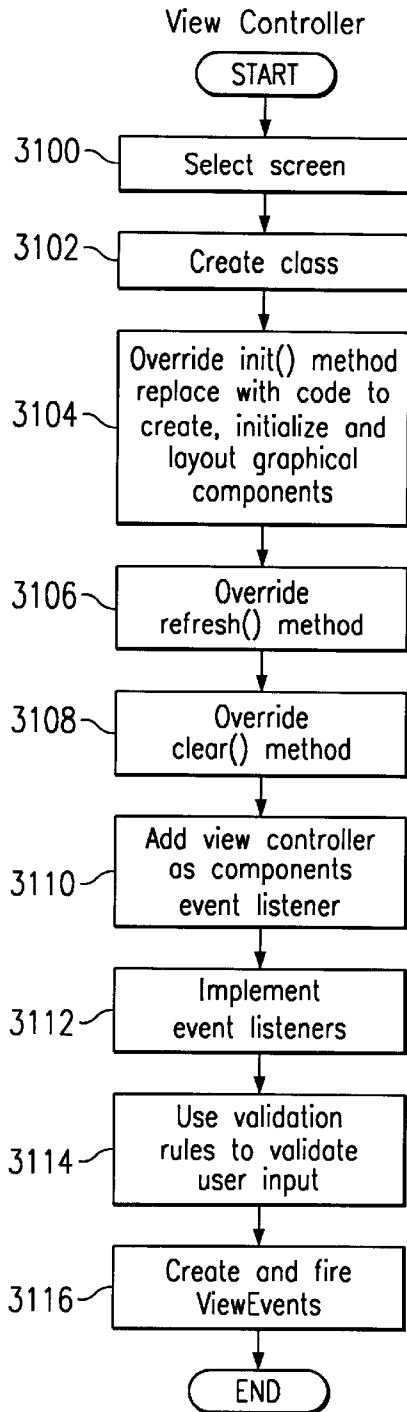 View Controller
START
3100
Select screen
3102
Create class
3104
Override init() method
replace with code to
create, initialize and
layout graphical
components
3106
Override
refresh() method
3108
Override
clear() method
3110
Add view controller
as components
event listener
3112
Implement
event listeners
3114
Use validation
rules to validate
user input
3116
Create and fire
ViewEvents
END